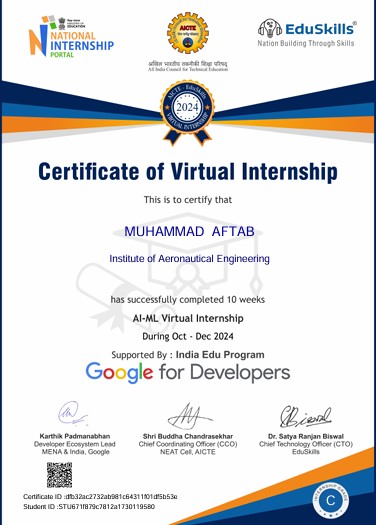 NATIONAL
INTERNSHIP
PORTAL
AICTE
अखिल भारतीय तकनीकी शिक्षा परिषद्
All India Council for Technical Education
EduSkills
Nation Building Through Skills
AICTE - EduSkills
2024
VIRTUAL INTERNSHIP
Certificate of Virtual Internship
This is to certify that
MUHAMMAD AFTAB
Institute of Aeronautical Engineering
has successfully completed 10 weeks
AI-ML Virtual Internship
During Oct - Dec 2024
Supported By : India Edu Program
Google for Developers
Karthik Padmanabhan
Developer Ecosystem Lead
MENA & India, Google
Shri Buddha Chandrasekhar
Chief Coordinating Officer (CCO)
NEAT Cell, AICTE
Dr. Satya Ranjan Biswal
Chief Technology Officer (CTO)
EduSkills
Certificate ID :dfb32ac2732ab981c64311f01df5b53e
Student ID :STU671f879c7812a1730119580
C